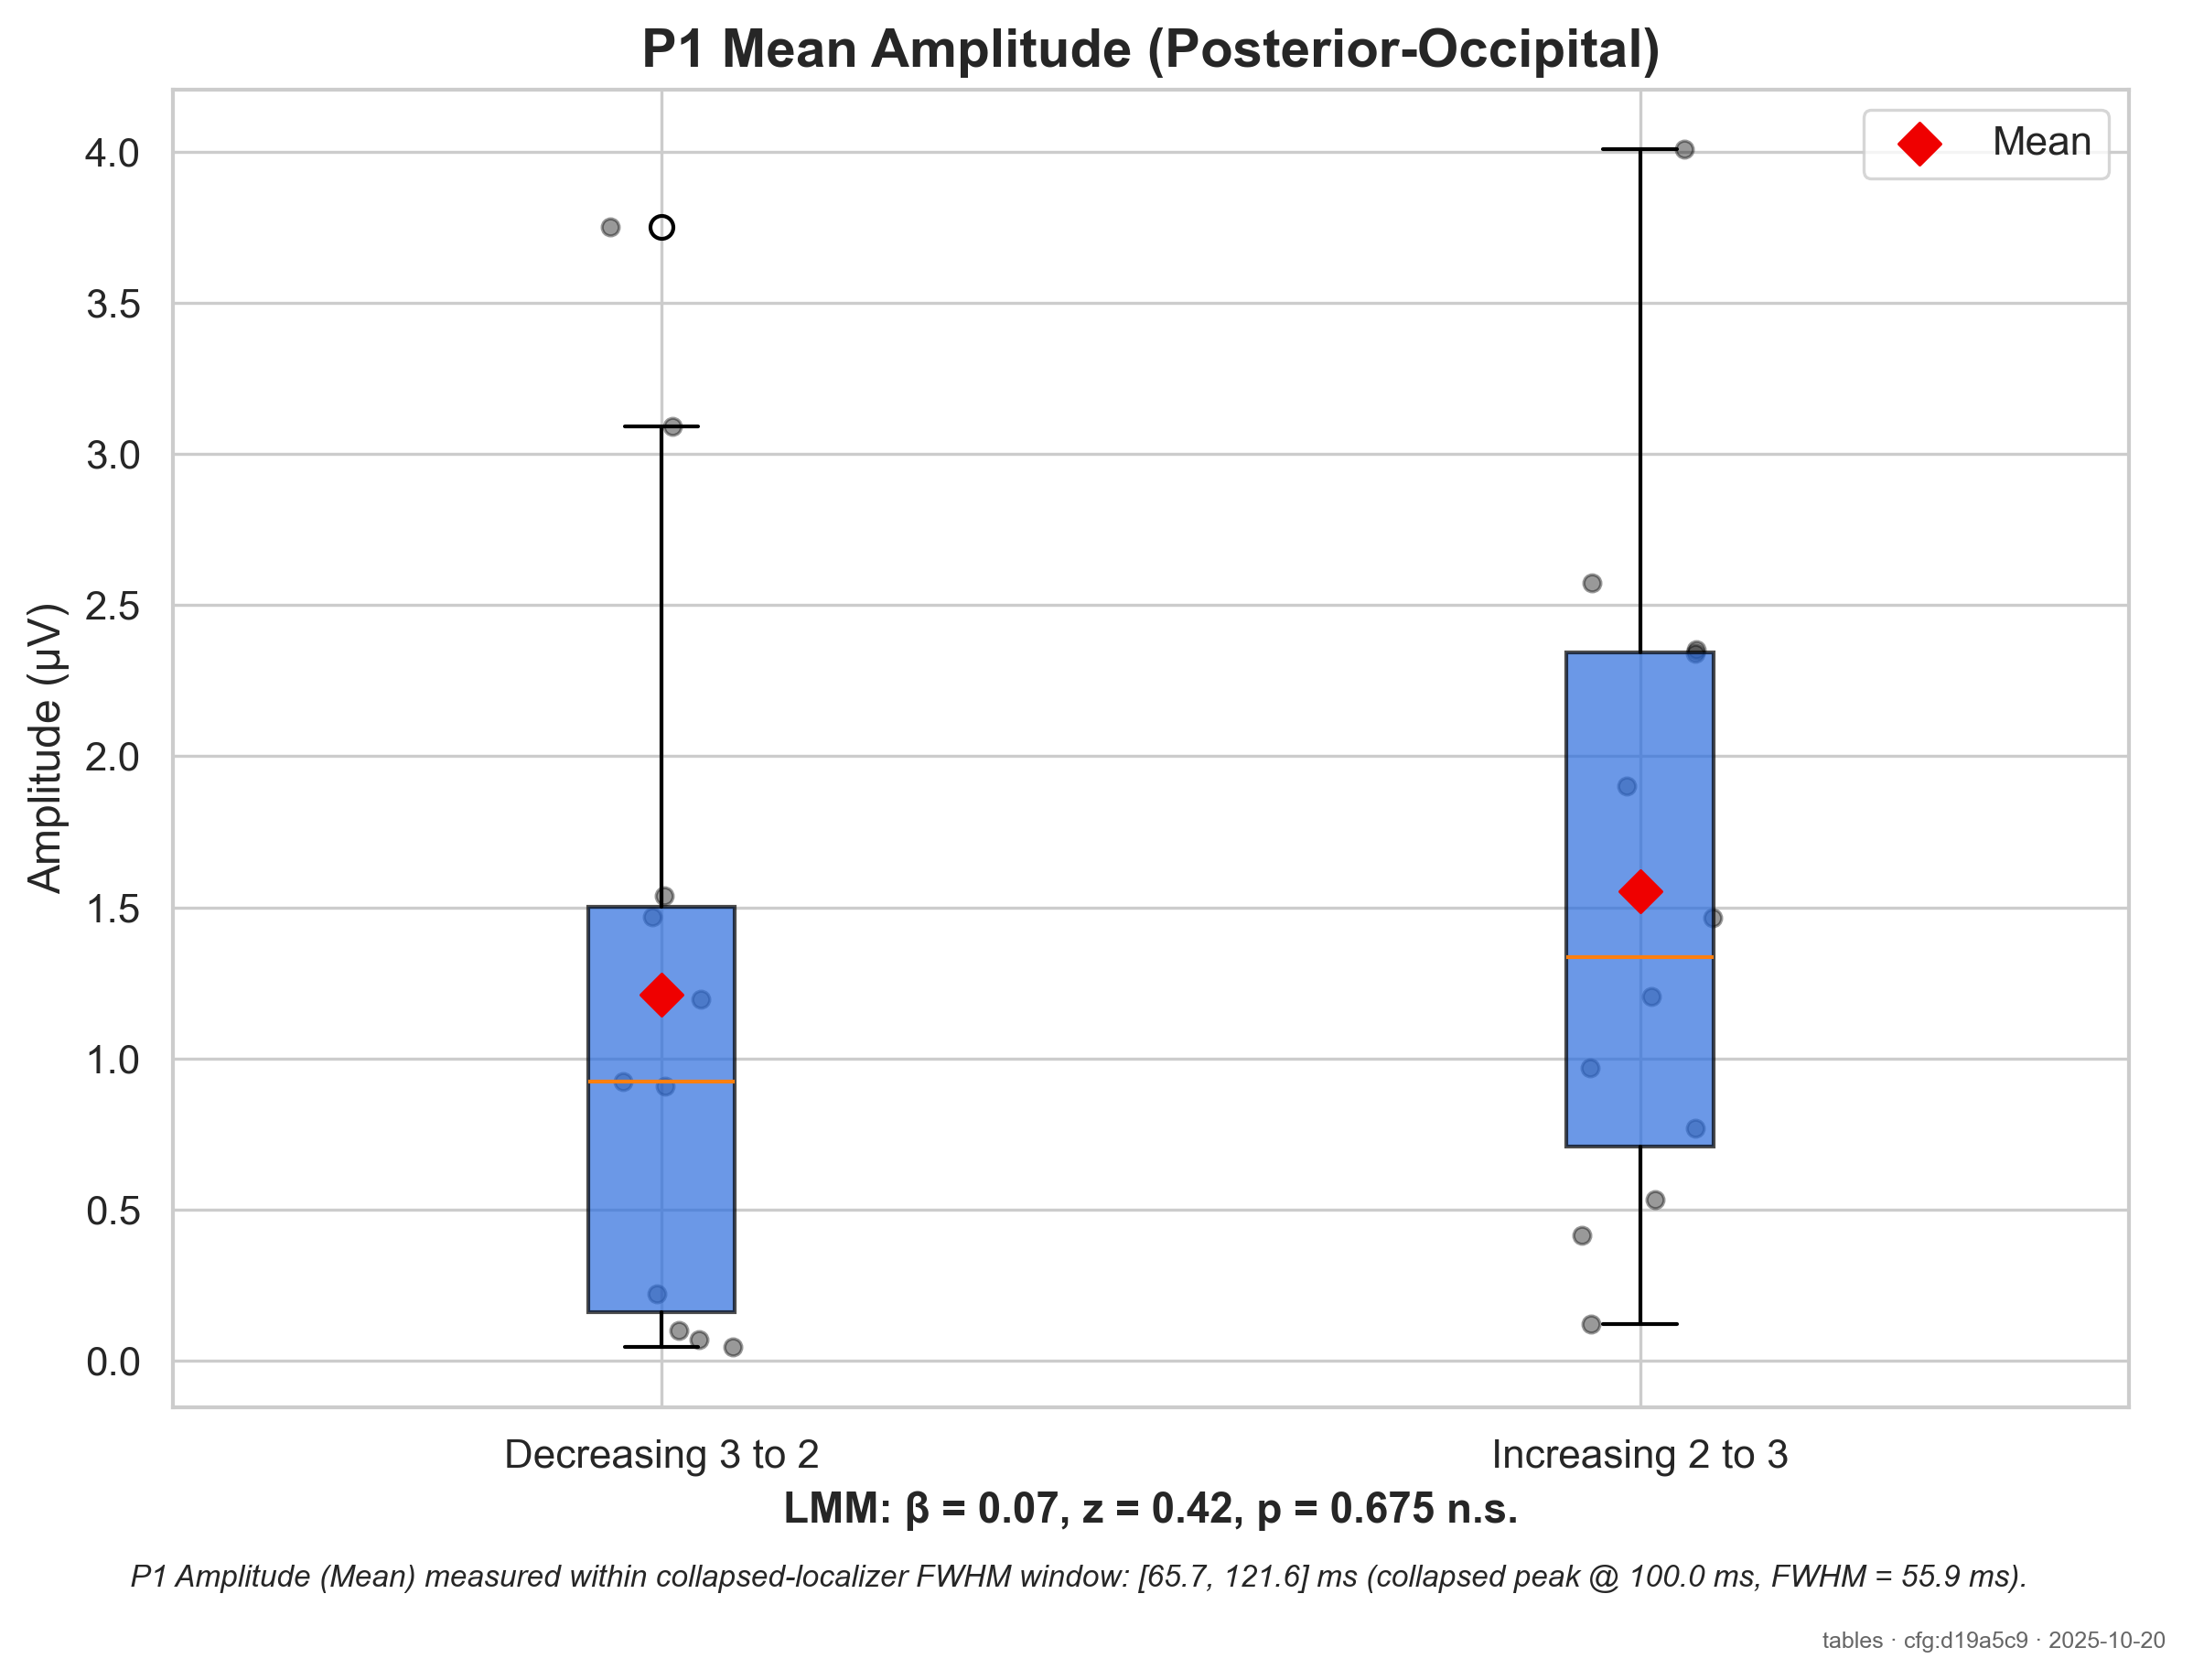 P1 Mean Amplitude (Posterior-Occipital)
Mean
4.0
3.5
3.0
2.5
2.0
1.5
1.0
0.5
0.0
Amplitude (µV)
Decreasing 3 to 2
Increasing 2 to 3
LMM: β = 0.07, z = 0.42, p = 0.675 n.s.
P1 Amplitude (Mean) measured within collapsed-localizer FWHM window: [65.7, 121.6] ms (collapsed peak @ 100.0 ms, FWHM = 55.9 ms).
tables · cfg:d19a5c9 · 2025-10-20